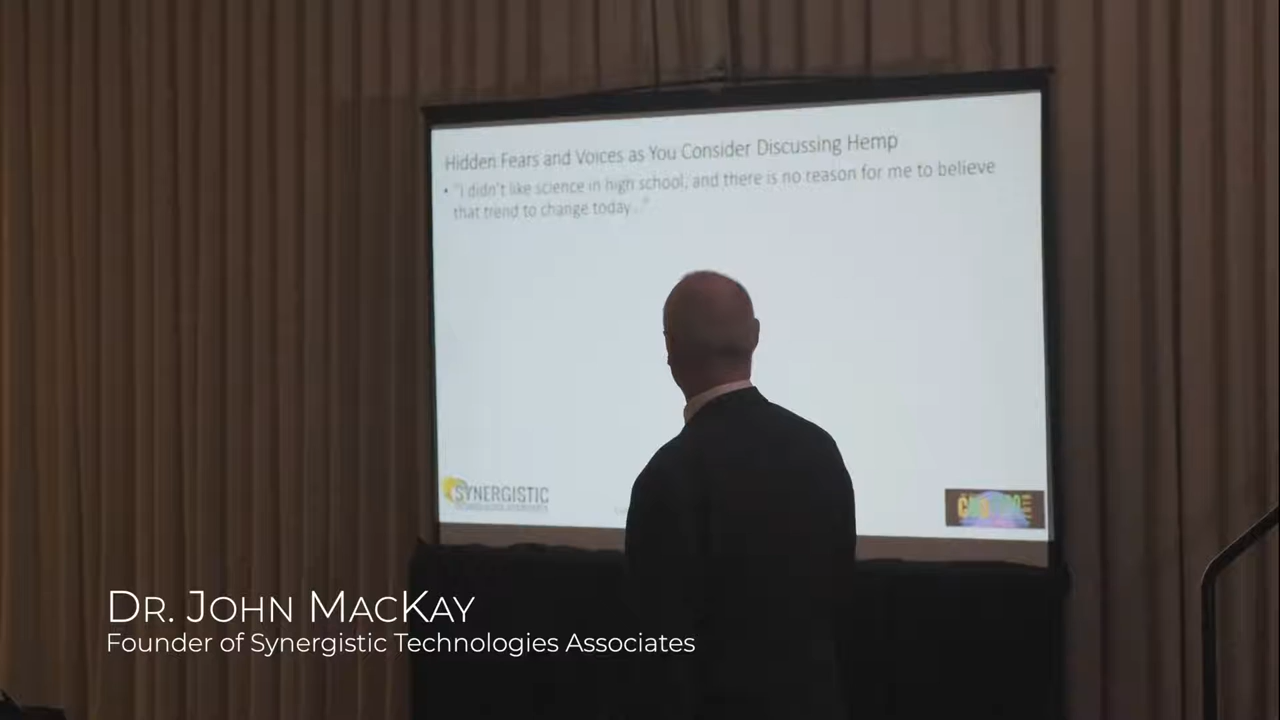 Hidden Fears and Voices as You Consider Discussing Hemp
• "I didn't like science in high school, and there is no reason for me to believe
that trend to change today..."
SYNERGISTIC
TECHNOLOGIES ASSOCIATES
DR. JOHN MACKAY
Founder of Synergistic Technologies Associates